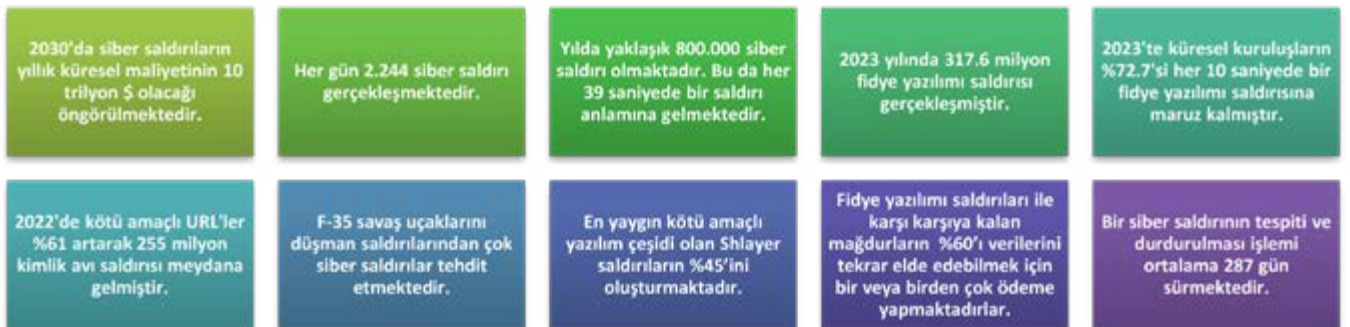 2030'da siber saldırıların
yıllık küresel maliyetinin 10
trilyon $ olacağı
öngörülmektedir.
Her gün 2.244 siber saldırı
gerçekleşmektedir.
Yılda yaklaşık 800.000 siber
saldırı olmaktadır. Bu da her
39 saniyede bir saldırı
anlamına gelmektedir.
2023 yılında 317.6 milyon
fidye yazılımı saldırısı
gerçekleşmiştir.
2023'te küresel kuruluşların
%72.7'si her 10 saniyede bir
fidye yazılımı saldırısına
maruz kalmıştır.
2022'de kötü amaçlı URL'ler
%61 artarak 255 milyon
kimlik avı saldırısı meydana
gelmiştir.
F-35 savaş uçaklarını
düşman saldırılarından çok
siber saldırılar tehdit
etmektedir.
En yaygın kötü amaçlı
yazılım çeşidi olan Shlayer
saldırıların %45'ini
oluşturmaktadır.
Fidye yazılımı saldırıları ile
karşı karşıya kalan
mağdurların %60'ı verilerini
tekrar elde edebilmek için
bir veya birden çok ödeme
yapmaktadırlar.
Bir siber saldırının tespiti ve
durdurulması işlemi
ortalama 287 gün
sürmektedir.